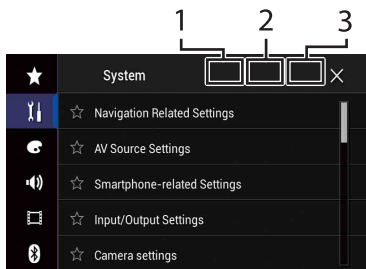 1 2 3
System
Navigation Related Settings
AV Source Settings
Smartphone-related Settings
Input/Output Settings
Camera settings